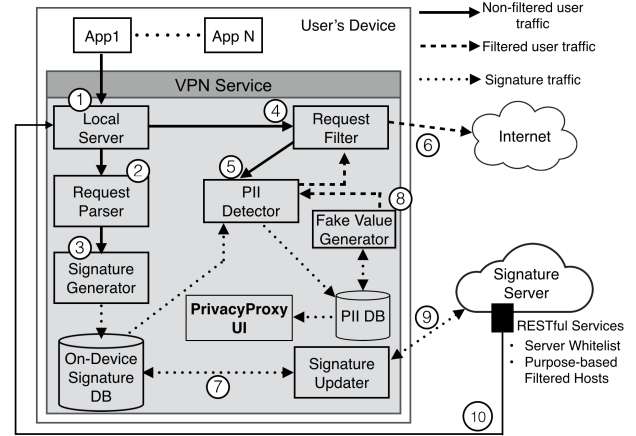 User's Device
Non-filtered user
traffic
Filtered user traffic
Signature traffic
App1
App N
VPN Service
1
Local
Server
4
Request
Filter
6
Internet
2
Request
Parser
5
PII
Detector
8
Fake Value
Generator
3
Signature
Generator
PrivacyProxy
UI
PII DB
Signature
Server
9
RESTful Services
• Server Whitelist
• Purpose-based
Filtered Hosts
On-Device
Signature
DB
7
Signature
Updater
10